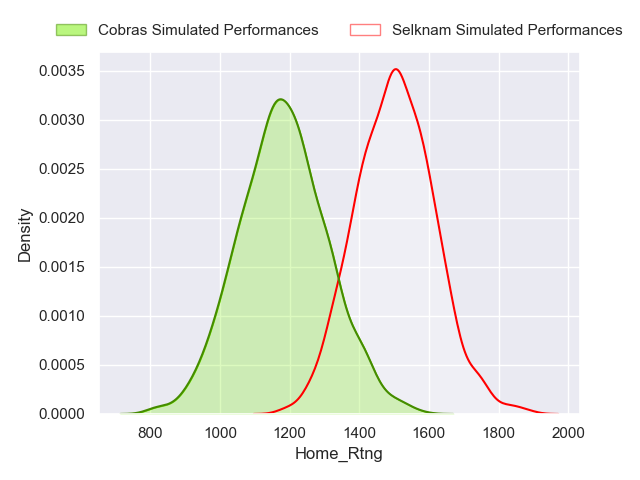 Cobras Simulated Performances Selknam Simulated Performances
0.0035
0.0030
0.0025
0.0020
0.0015
0.0010
0.0005
0.0000
Density
800 1000 1200 1400 1600 1800 2000
Home_Rtng